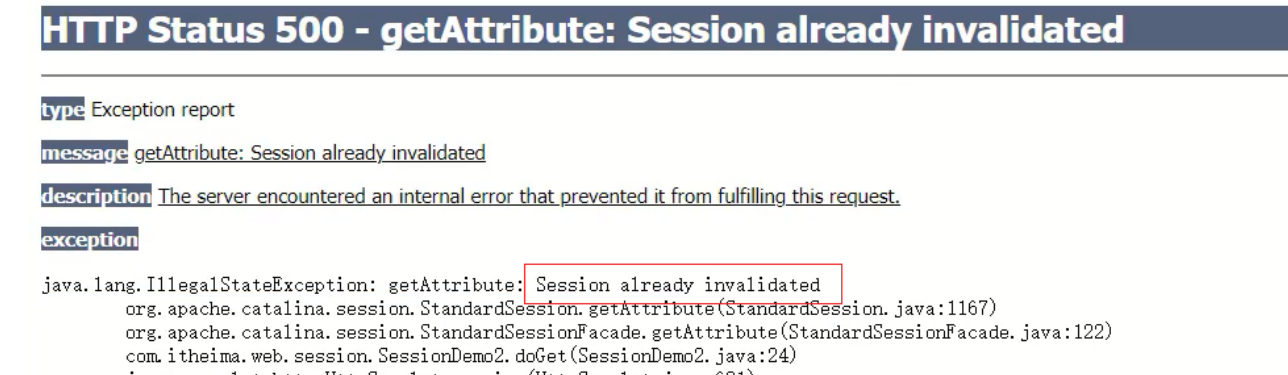 HTTP Status 500 - getAttribute: Session already invalidated
type Exception report
message getAttribute: Session already invalidated
description The server encountered an internal error that prevented it from fulfilling this request.
exception
java.lang.IllegalStateException: getAttribute: Session already invalidated
org.apache.catalina.session.StandardSession.getAttribute(StandardSession.java:1167)
org.apache.catalina.session.StandardSessionFacade.getAttribute(StandardSessionFacade.java:122)
com.itheima.web.session.SessionDemo2.doGet(SessionDemo2.java:24)